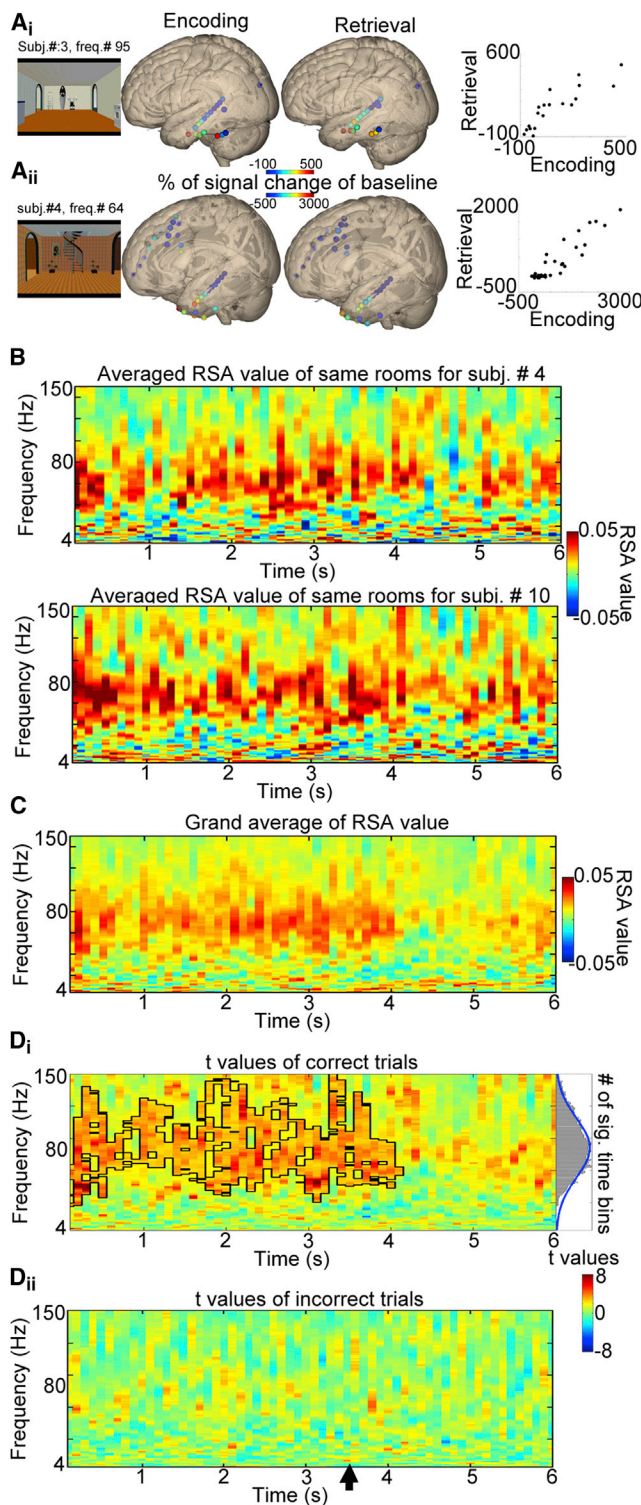 Ai
Encoding
Retrieval
Subj.#:3, freq.# 95
600
Retrieval
-100
-100
500
Encoding
-100
500
Aii
% of signal change of baseline
-500
3000
subj.#4, freq.# 64
2000
Retrieval
-500
-500
3000
Encoding
B
Averaged RSA value of same rooms for subj. # 4
150
80
4
Frequency (Hz)
1 2 3 4 5 6
Time (s)
0.05
-0.05
RSA value
Averaged RSA value of same rooms for subj. # 10
150
80
4
Frequency (Hz)
1 2 3 4 5 6
Time (s)
C
Grand average of RSA value
150
80
4
Frequency (Hz)
1 2 3 4 5 6
Time (s)
0.05
-0.05
RSA value
Di
t values of correct trials
150
80
4
Frequency (Hz)
1 2 3 4 5 6
Time (s)
# of sig. time bins
t values
8
0
-8
Dii
t values of incorrect trials
150
80
4
Frequency (Hz)
1 2 3 4 5 6
Time (s)